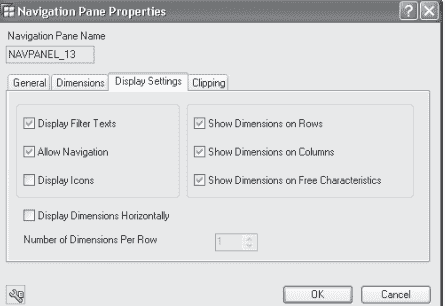 Navigation Pane Properties
Navigation Pane Name
NAVPANEL_13
General Dimensions Display Settings Clipping
Display Filter Texts
Allow Navigation
Display Icons
Show Dimensions on Rows
Show Dimensions on Columns
Show Dimensions on Free Characteristics
Display Dimensions Horizontally
Number of Dimensions Per Row 1
OK Cancel